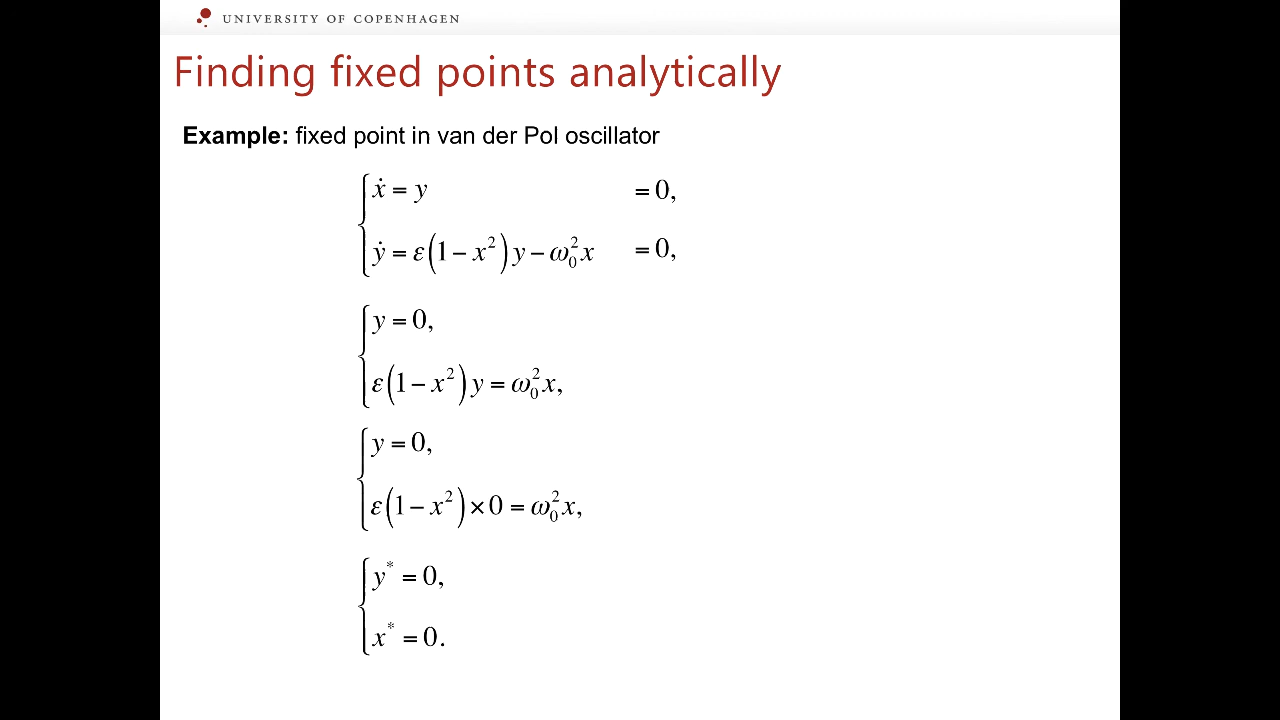 UNIVERSITY OF COPENHAGEN
Finding fixed points analytically
Example: fixed point in van der Pol oscillator
ẋ = y = 0,
ẏ = ε(1 − x²)y − ω₀²x = 0,
y = 0,
ε(1 − x²)y = ω₀²x,
y = 0,
ε(1 − x²) × 0 = ω₀²x,
y* = 0,
x* = 0.